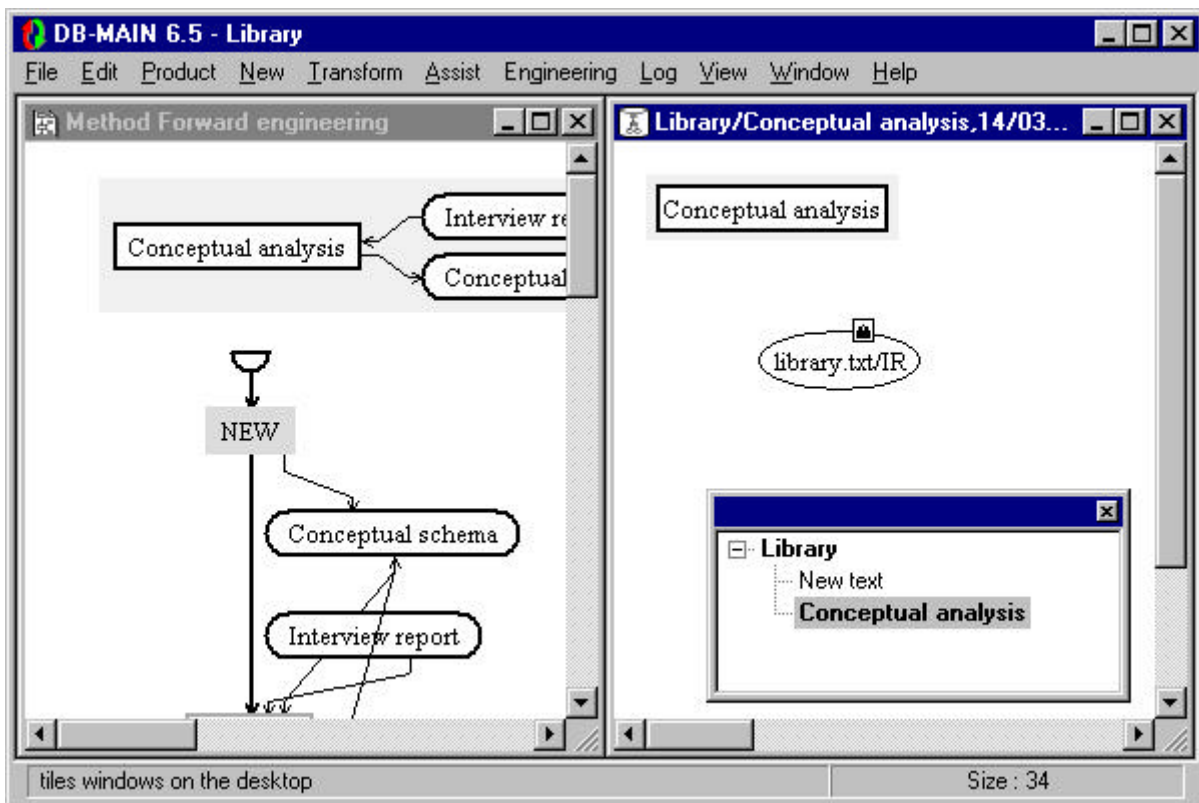 DB-MAIN 6.5 - Library
File Edit Product New Transform Assist Engineering Log View Window Help
Method Forward engineering
Interview re
Conceptual analysis
Conceptual
NEW
Conceptual schema
Interview report
Library/Conceptual analysis,14/03...
Conceptual analysis
library.txt/IR
Library
New text
Conceptual analysis
tiles windows on the desktop
Size : 34